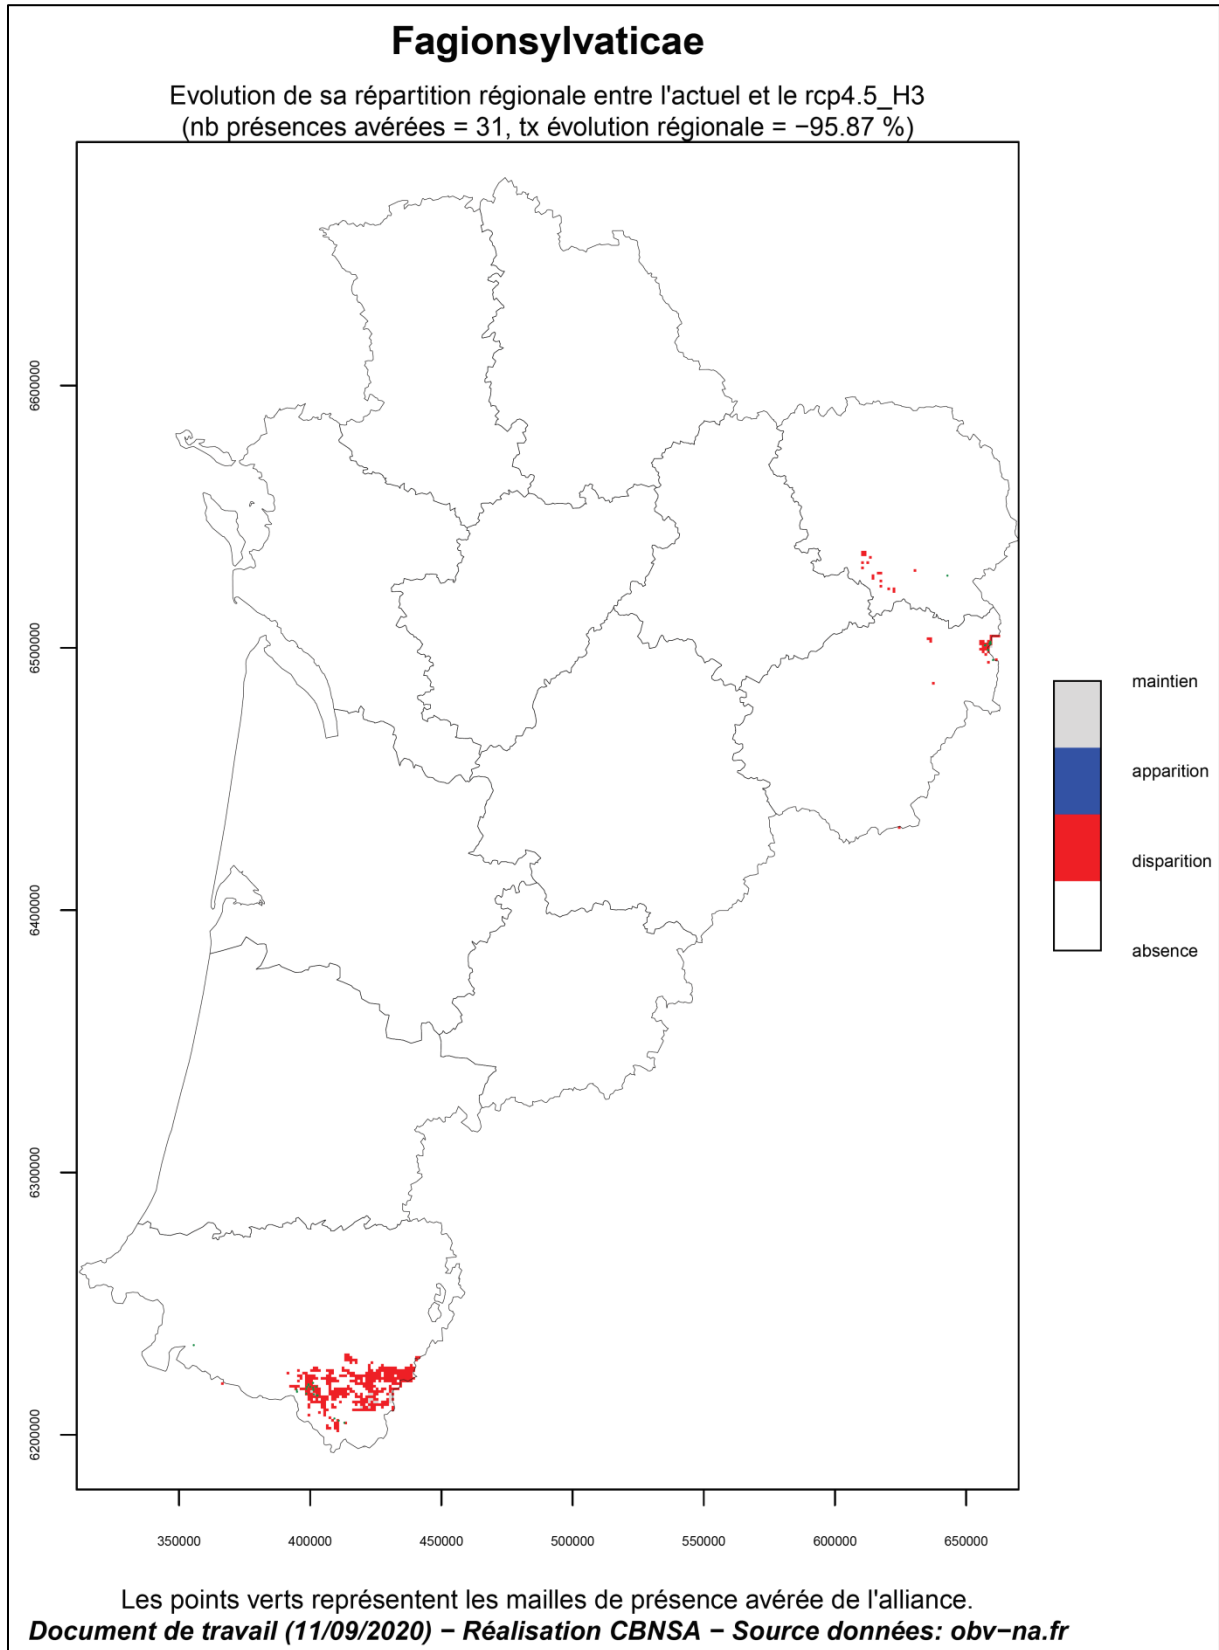 Fagionsylvaticae
Evolution de sa répartition régionale entre l'actuel et le rcp4.5_H3
(nb présences avérées = 31, tx évolution régionale = −95.87 %)
6600000
6500000
6400000
6300000
6200000
350000 400000 450000 500000 550000 600000 650000
maintien
apparition
disparition
absence
Les points verts représentent les mailles de présence avérée de l'alliance.
Document de travail (11/09/2020) − Réalisation CBNSA − Source données: obv−na.fr